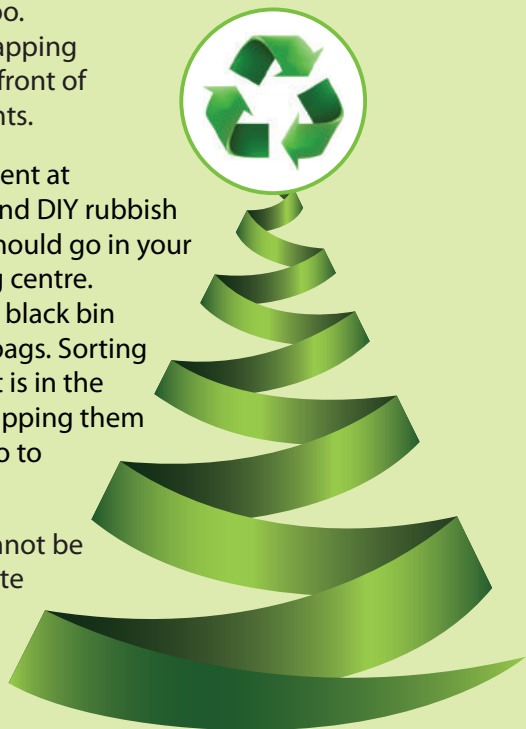 oo.
apping
front of
nts.
ent at
nd DIY rubbish
hould go in your
g centre.
black bin
bags. Sorting
t is in the
pping them
o to
nnot be
te